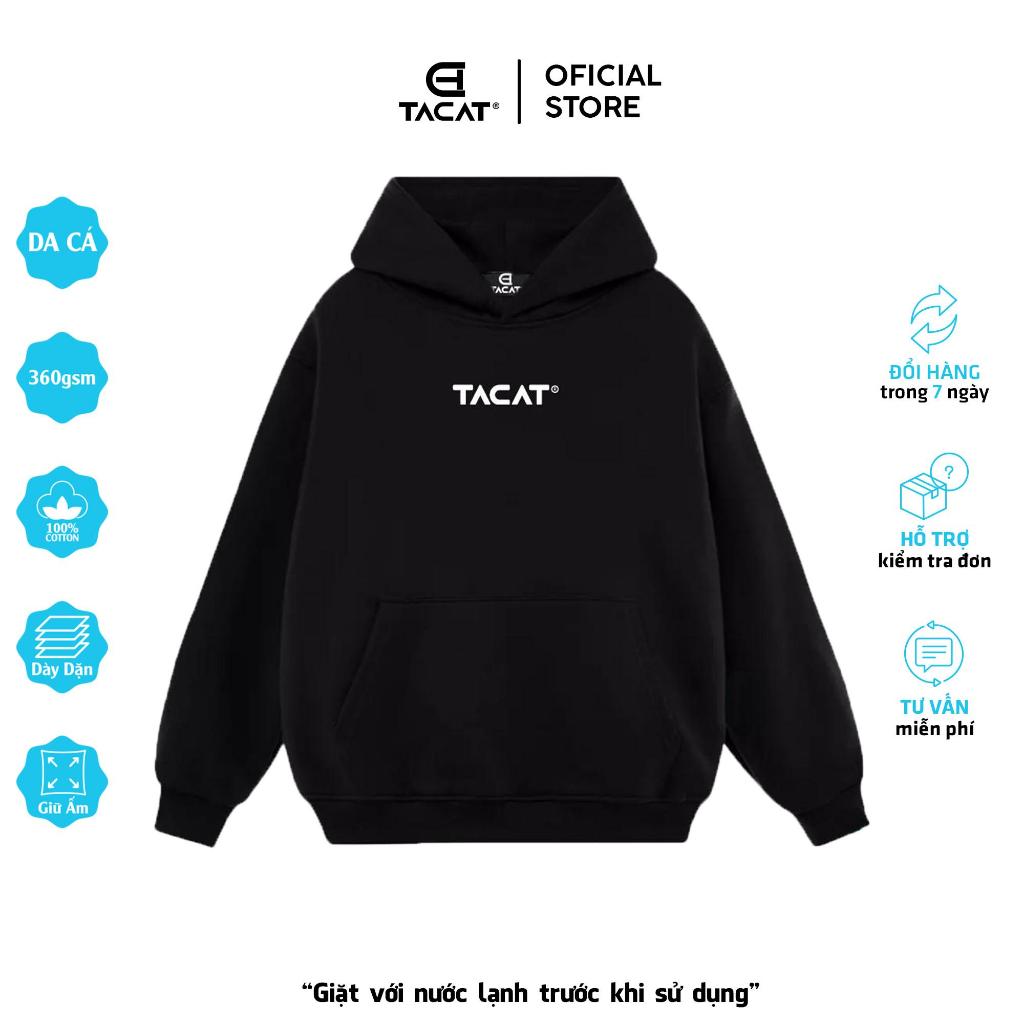 TACAT®
OFICIAL
STORE
DA CÁ
360gsm
100%
COTTON
Dày Dặn
Giữ Ấm
TACAT
TACAT®
ĐỔI HÀNG
trong 7 ngày
?
HỖ TRỢ
kiểm tra đơn
TƯ VẤN
miễn phí
“Giặt với nước lạnh trước khi sử dụng”